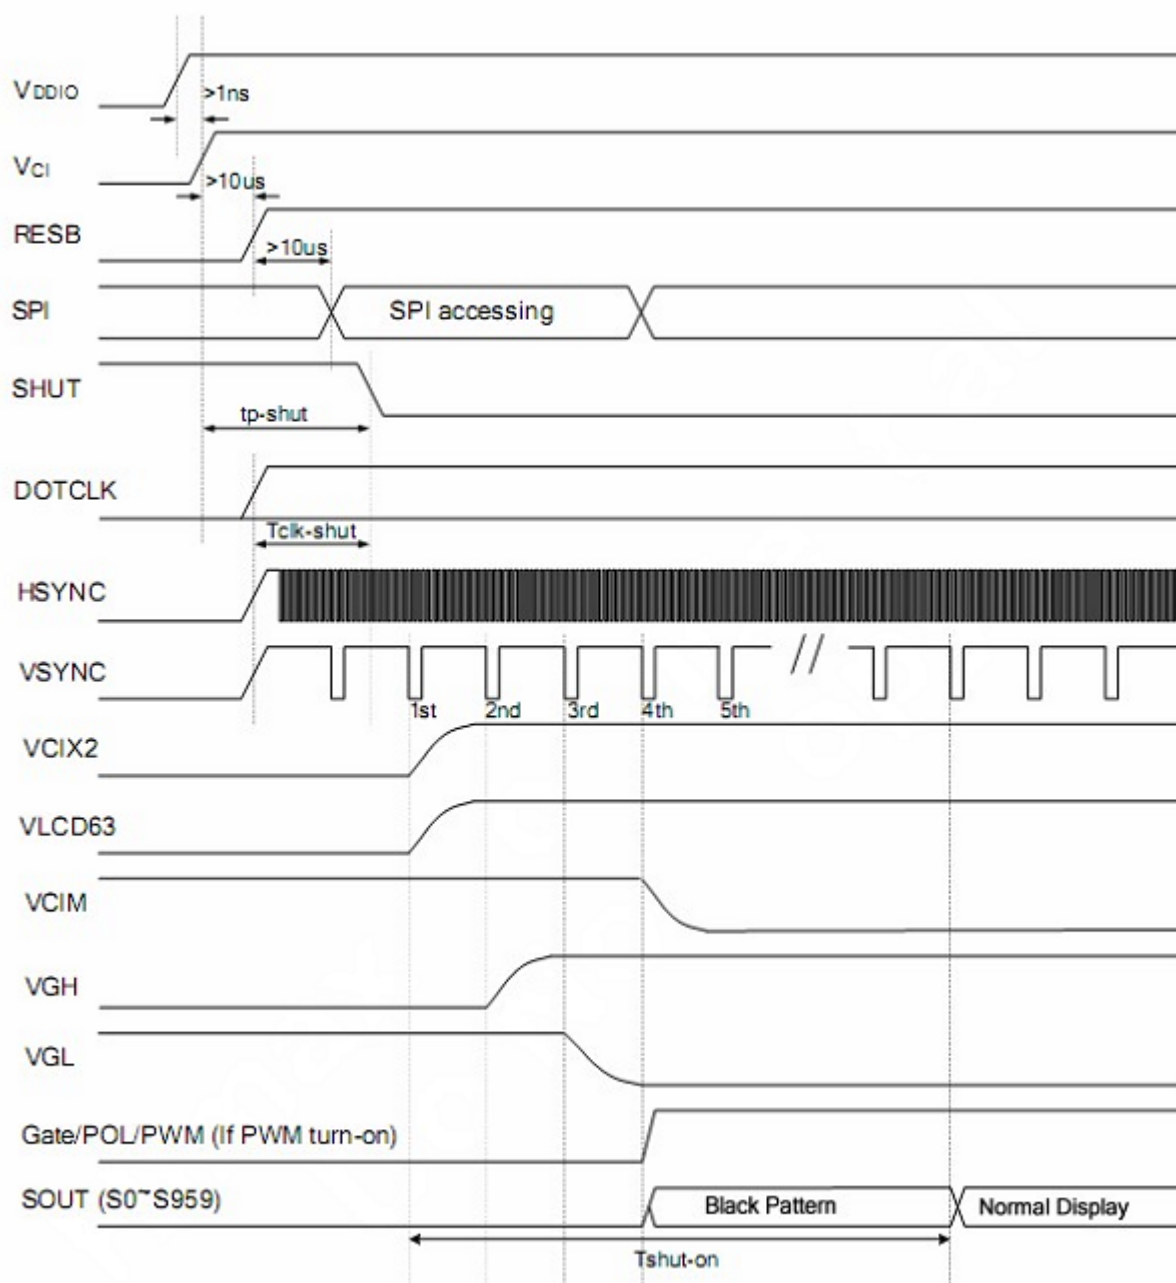 VDDIO
>1ns
VCI
>10us
RESB
>10us
SPI
SPI accessing
SHUT
tp-shut
DOTCLK
Tclk-shut
HSYNC
VSYNC
1st 2nd 3rd 4th 5th
VCIX2
VLCD63
VCIM
VGH
VGL
Gate/POL/PWM (If PWM turn-on)
SOUT (S0~S959)
Black Pattern
Normal Display
Tshut-on